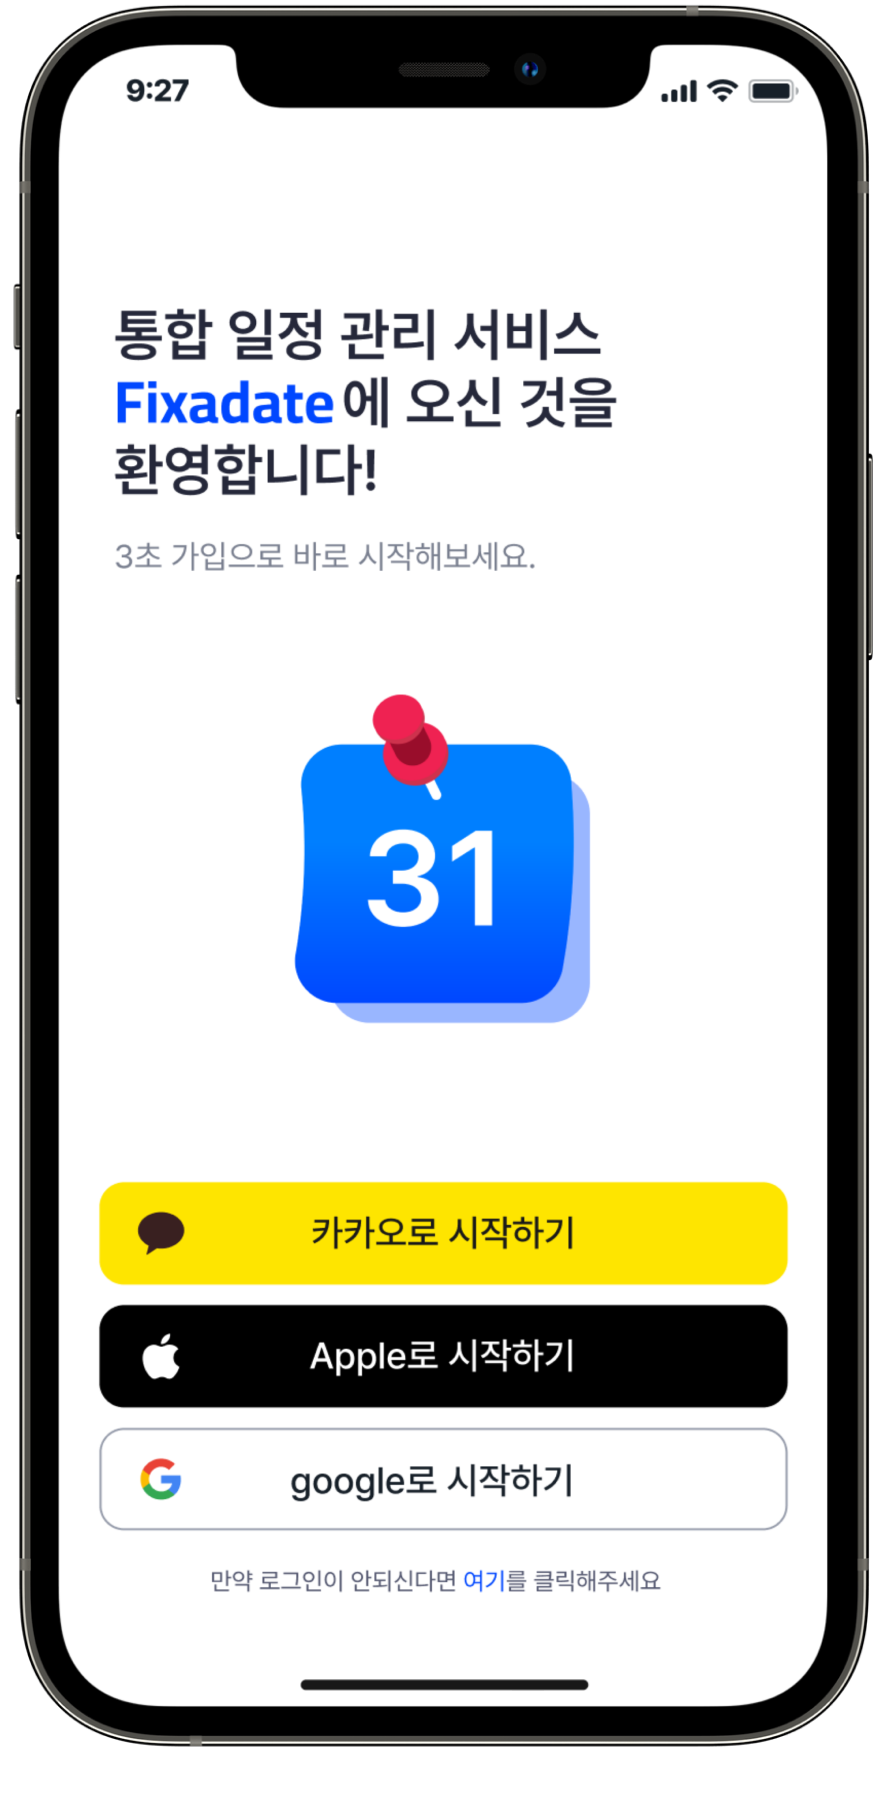 9:27
통합 일정 관리 서비스
Fixadate에 오신 것을
환영합니다!
3초 가입으로 바로 시작해보세요.
31
카카오로 시작하기
Apple로 시작하기
google로 시작하기
만약 로그인이 안되신다면 여기를 클릭해주세요